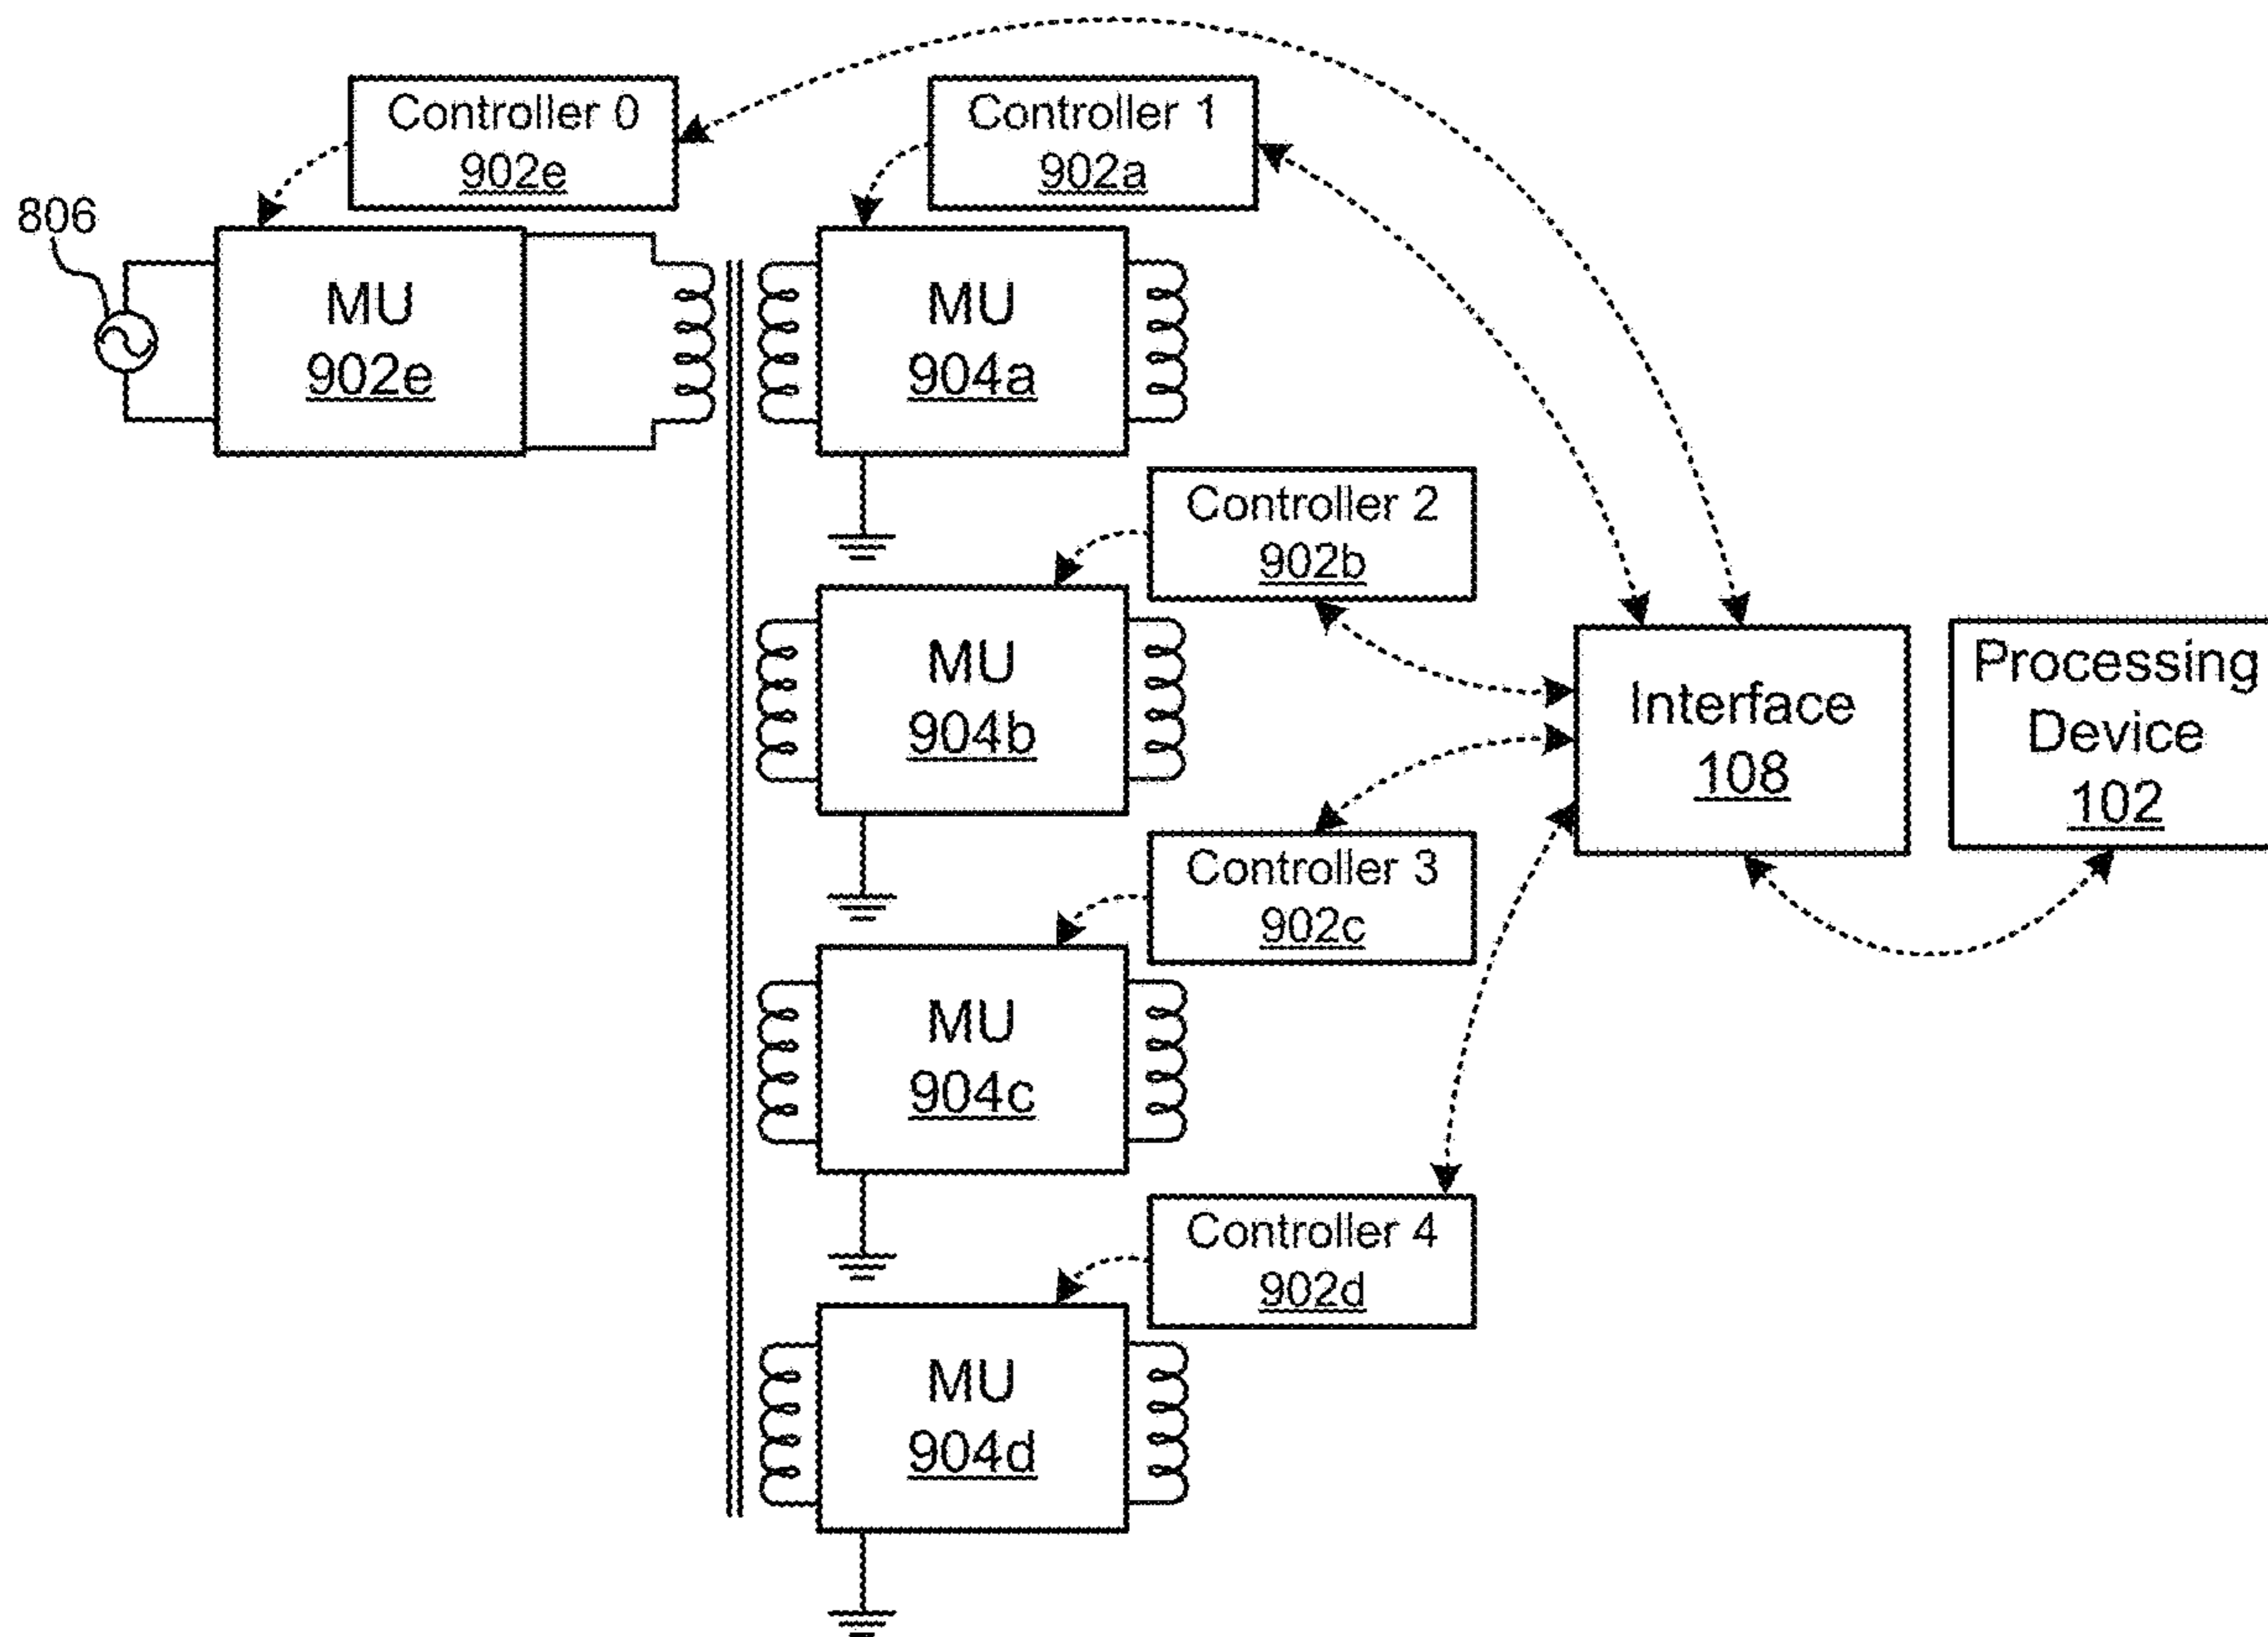 Controller 0
902e
Controller 1
902a
806
MU
902e
MU
904a
Controller 2
902b
MU
904b
Interface
108
Processing
Device
102
Controller 3
902c
MU
904c
Controller 4
902d
MU
904d